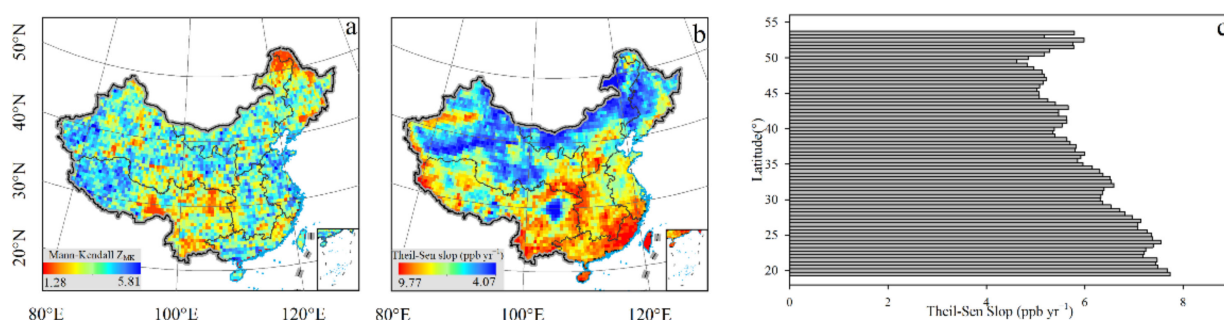 a
50°N
40°N
30°N
20°N
Mann-Kendall ZMK
1.28 5.81
80°E 100°E 120°E
b
Theil-Sen slop (ppb yr⁻¹)
9.77 4.07
80°E 100°E 120°E
c
Latitude(°)
55
50
45
40
35
30
25
20
0 2 4 6 8
Theil-Sen Slop (ppb yr⁻¹)